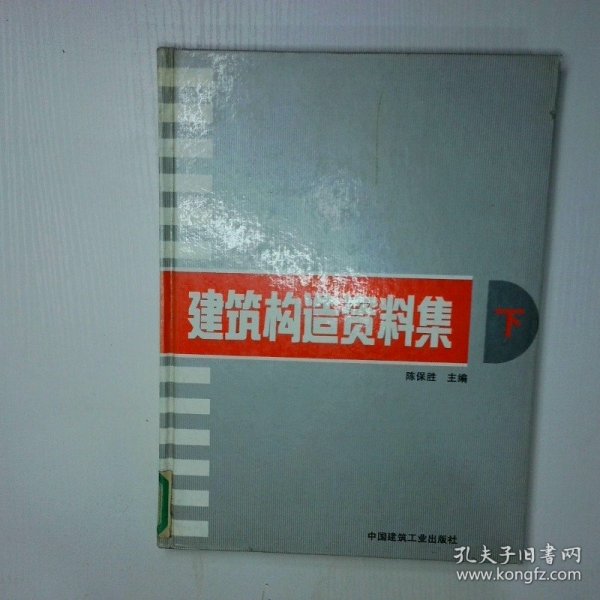 建筑构造资料集
下
陈保胜 主编
中国建筑工业出版社
孔夫子旧书网
www.kongfz.com